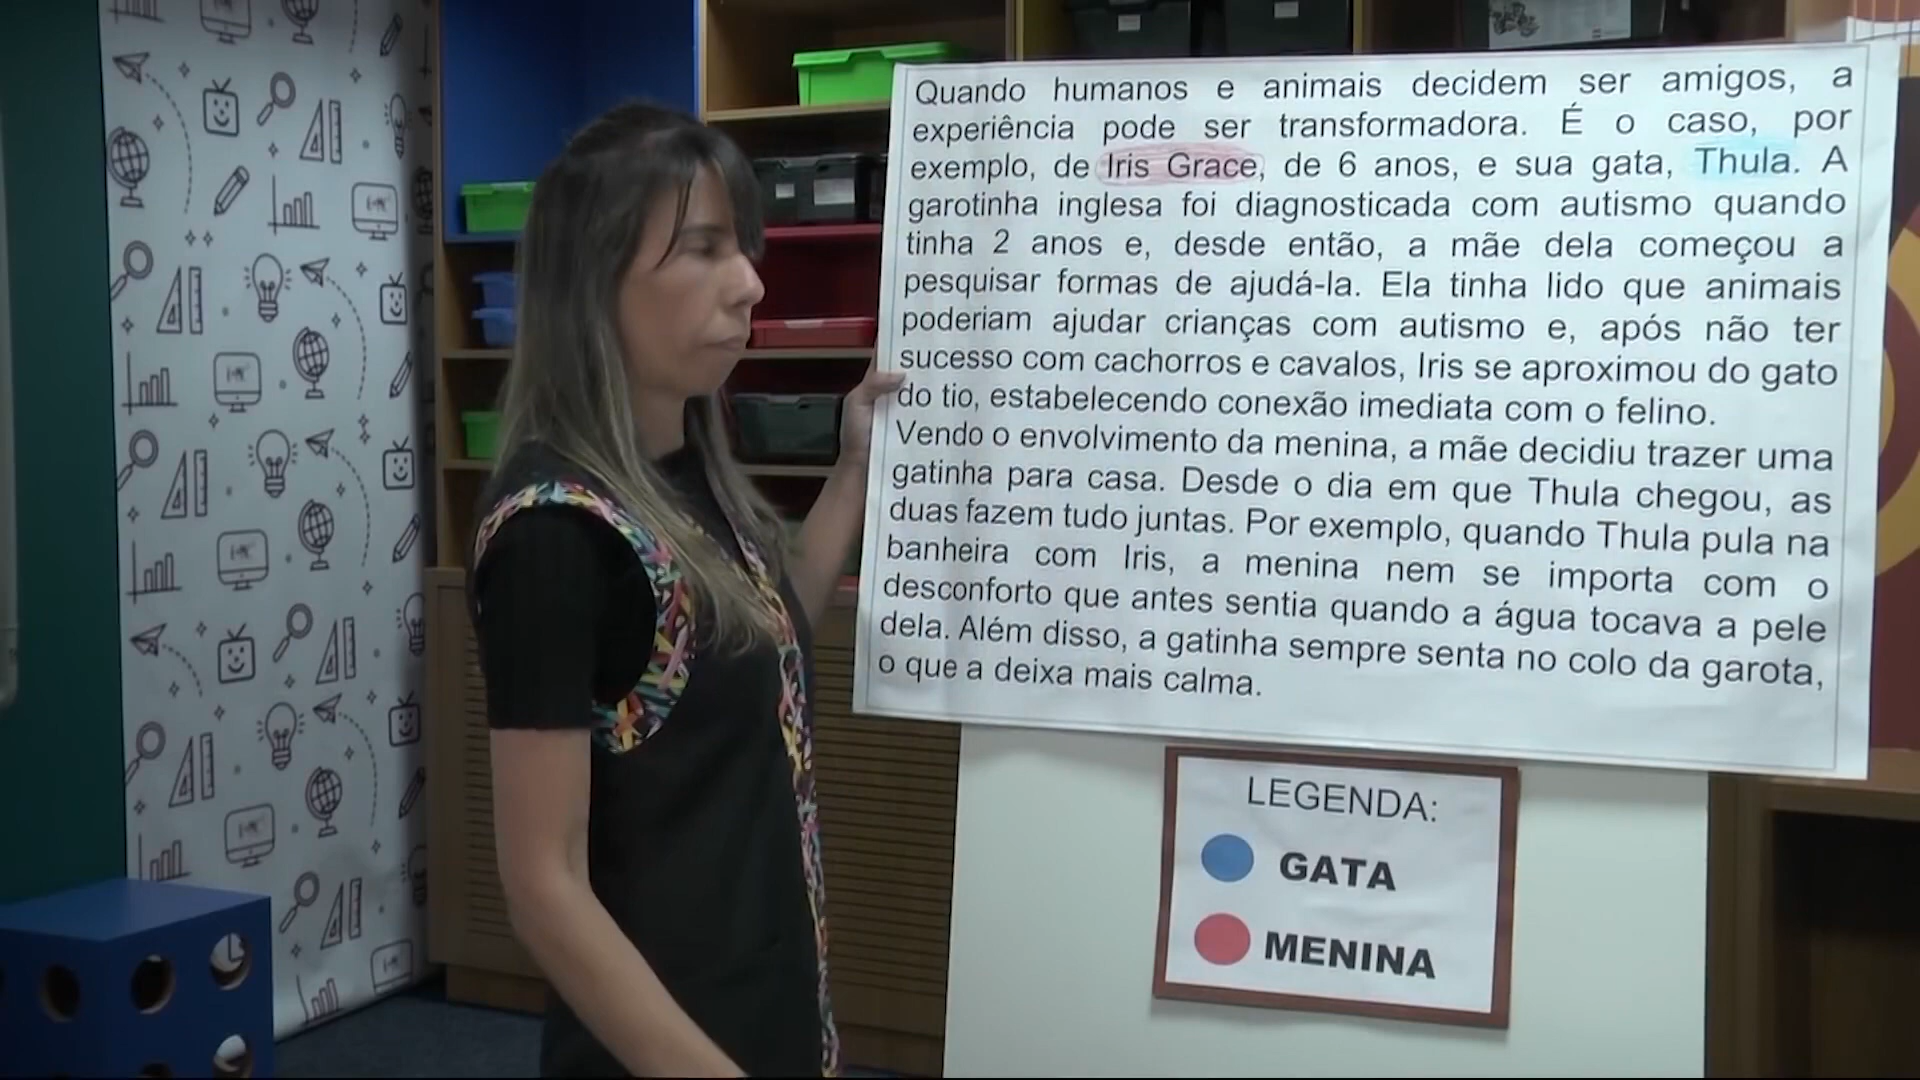 Quando humanos e animais decidem ser amigos, a
experiência pode ser transformadora. É o caso, por
exemplo, de Iris Grace, de 6 anos, e sua gata, Thula. A
garotinha inglesa foi diagnosticada com autismo quando
tinha 2 anos e, desde então, a mãe dela começou a
pesquisar formas de ajudá-la. Ela tinha lido que animais
poderiam ajudar crianças com autismo e, após não ter
sucesso com cachorros e cavalos, Iris se aproximou do gato
do tio, estabelecendo conexão imediata com o felino.
Vendo o envolvimento da menina, a mãe decidiu trazer uma
gatinha para casa. Desde o dia em que Thula chegou, as
duas fazem tudo juntas. Por exemplo, quando Thula pula na
banheira com Iris, a menina nem se importa com o
desconforto que antes sentia quando a água tocava a pele
dela. Além disso, a gatinha sempre senta no colo da garota,
o que a deixa mais calma.
LEGENDA:
GATA
MENINA